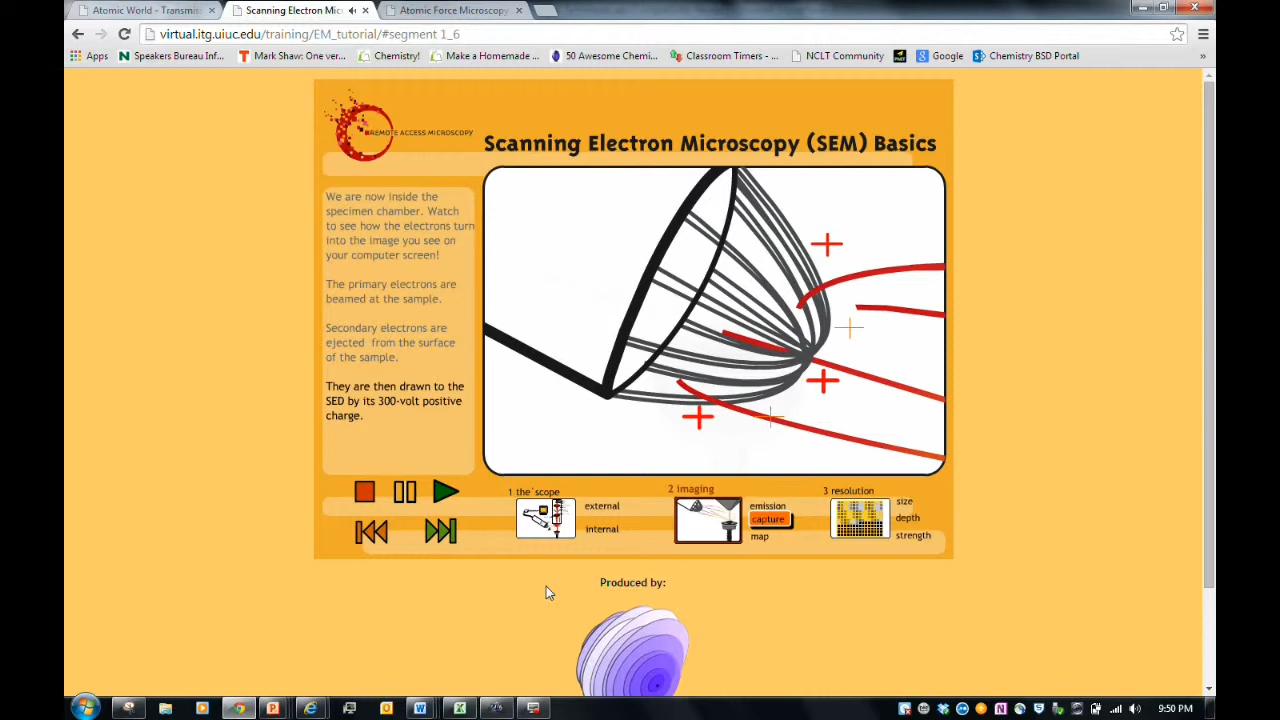 Atomic World - Transmis
Scanning Electron Micr
Atomic Force Microscopy
virtual.itg.uiuc.edu/training/EM_tutorial/#segment 1_6
Apps
Speakers Bureau Inf...
Mark Shaw: One ver...
Chemistry!
Make a Homemade ...
50 Awesome Chemi...
Classroom Timers - ...
NCLT Community
Google
Chemistry BSD Portal
»
REMOTE ACCESS MICROSCOPY
Scanning Electron Microscopy (SEM) Basics
We are now inside the
specimen chamber. Watch
to see how the electrons turn
into the image you see on
your computer screen!
The primary electrons are
beamed at the sample.
Secondary electrons are
ejected from the surface
of the sample.
They are then drawn to the
SED by its 300-volt positive
charge.
1 the scope
external
internal
2 imaging
emission
capture
map
3 resolution
size
depth
strength
Produced by:
9:50 PM